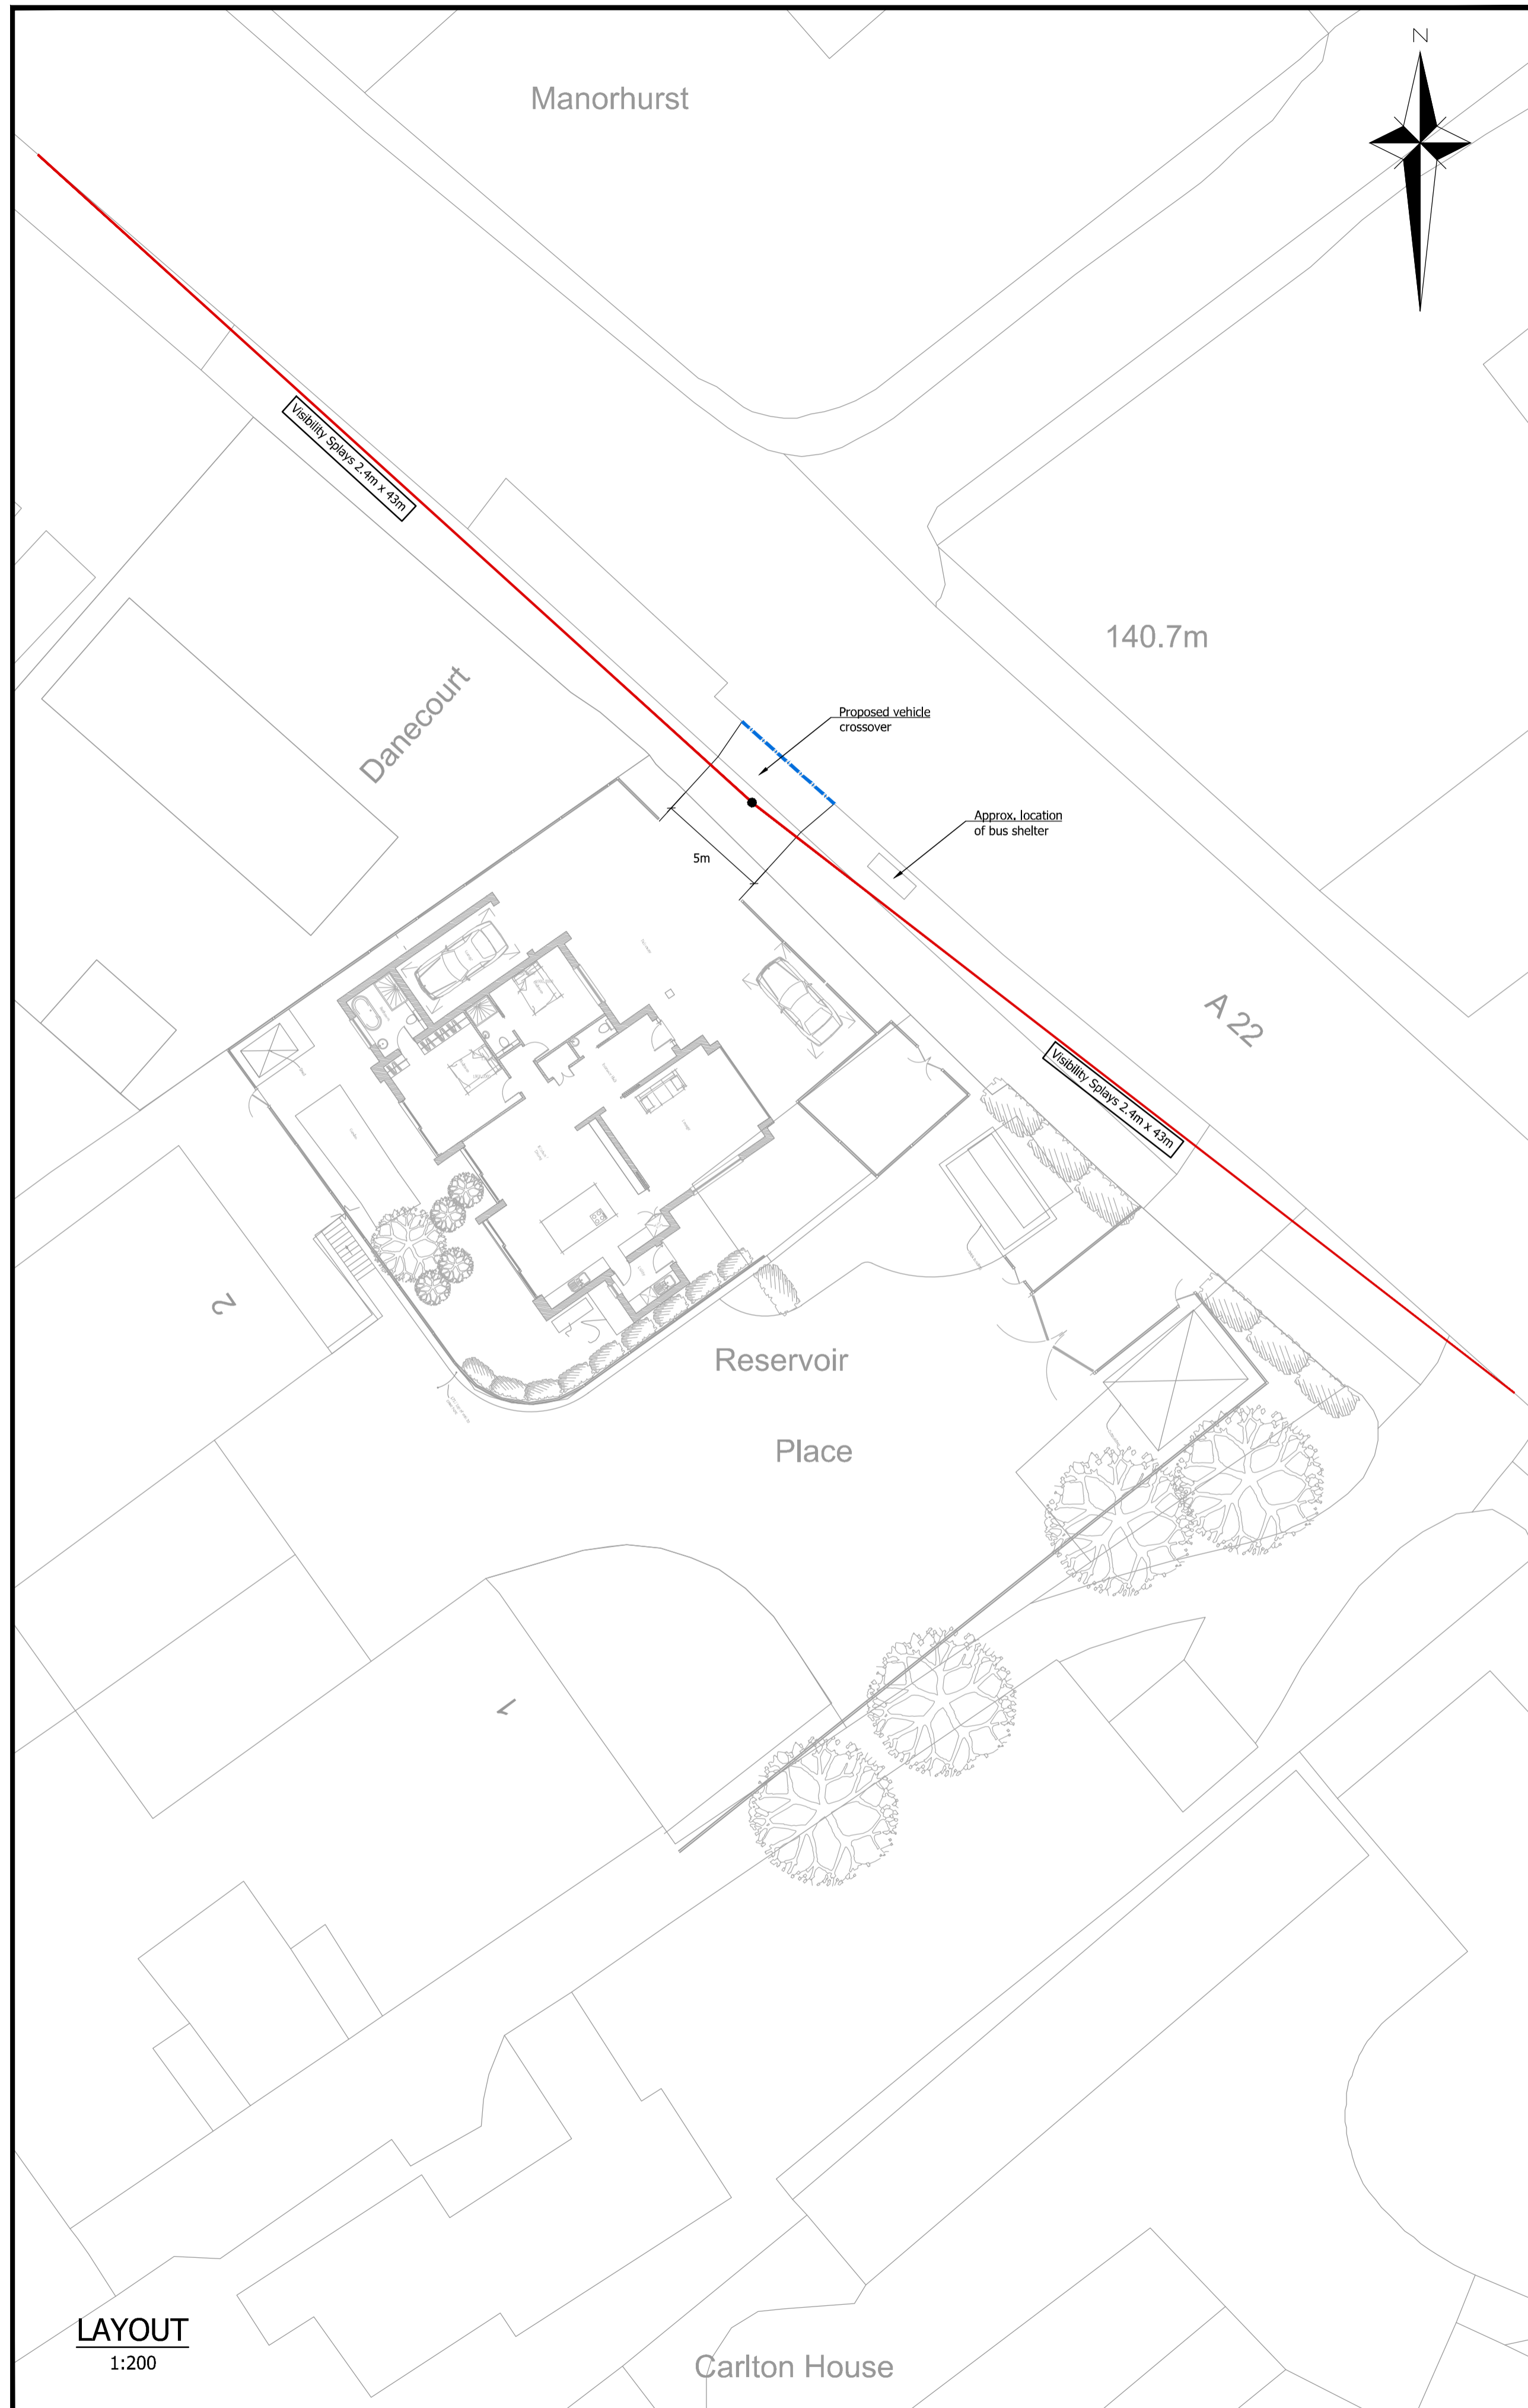 N
Manorhurst
Visibility Splays 2.4m x 43m
140.7m
Danecourt
Proposed vehicle
crossover
Approx. location
of bus shelter
5m
A 22
Visibility Splays 2.4m x 43m
2
Reservoir
Place
1
LAYOUT
1:200
Carlton House